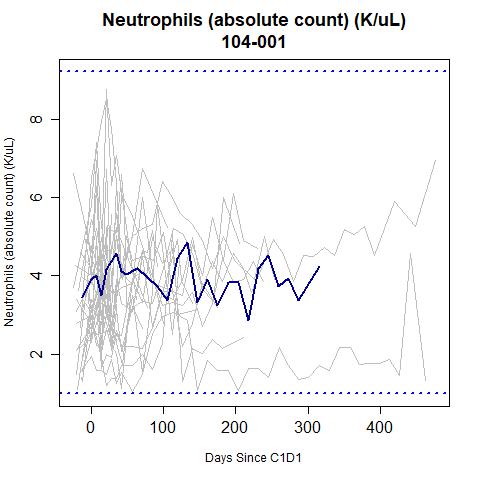 Neutrophils (absolute count) (K/uL)
104-001
Neutrophils (absolute count) (K/uL)
8
6
4
2
0 100 200 300 400
Days Since C1D1